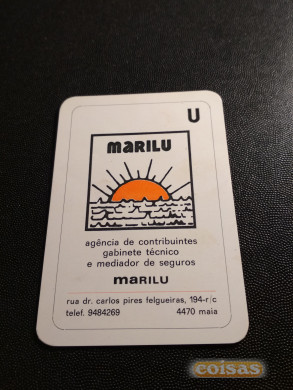 U
maRILU
agência de contribuintes
gabinete técnico
e mediador de seguros
maRILU
rua dr. carlos pires felgueiras, 194-r/c
telef. 9484269 4470 maia
coisas